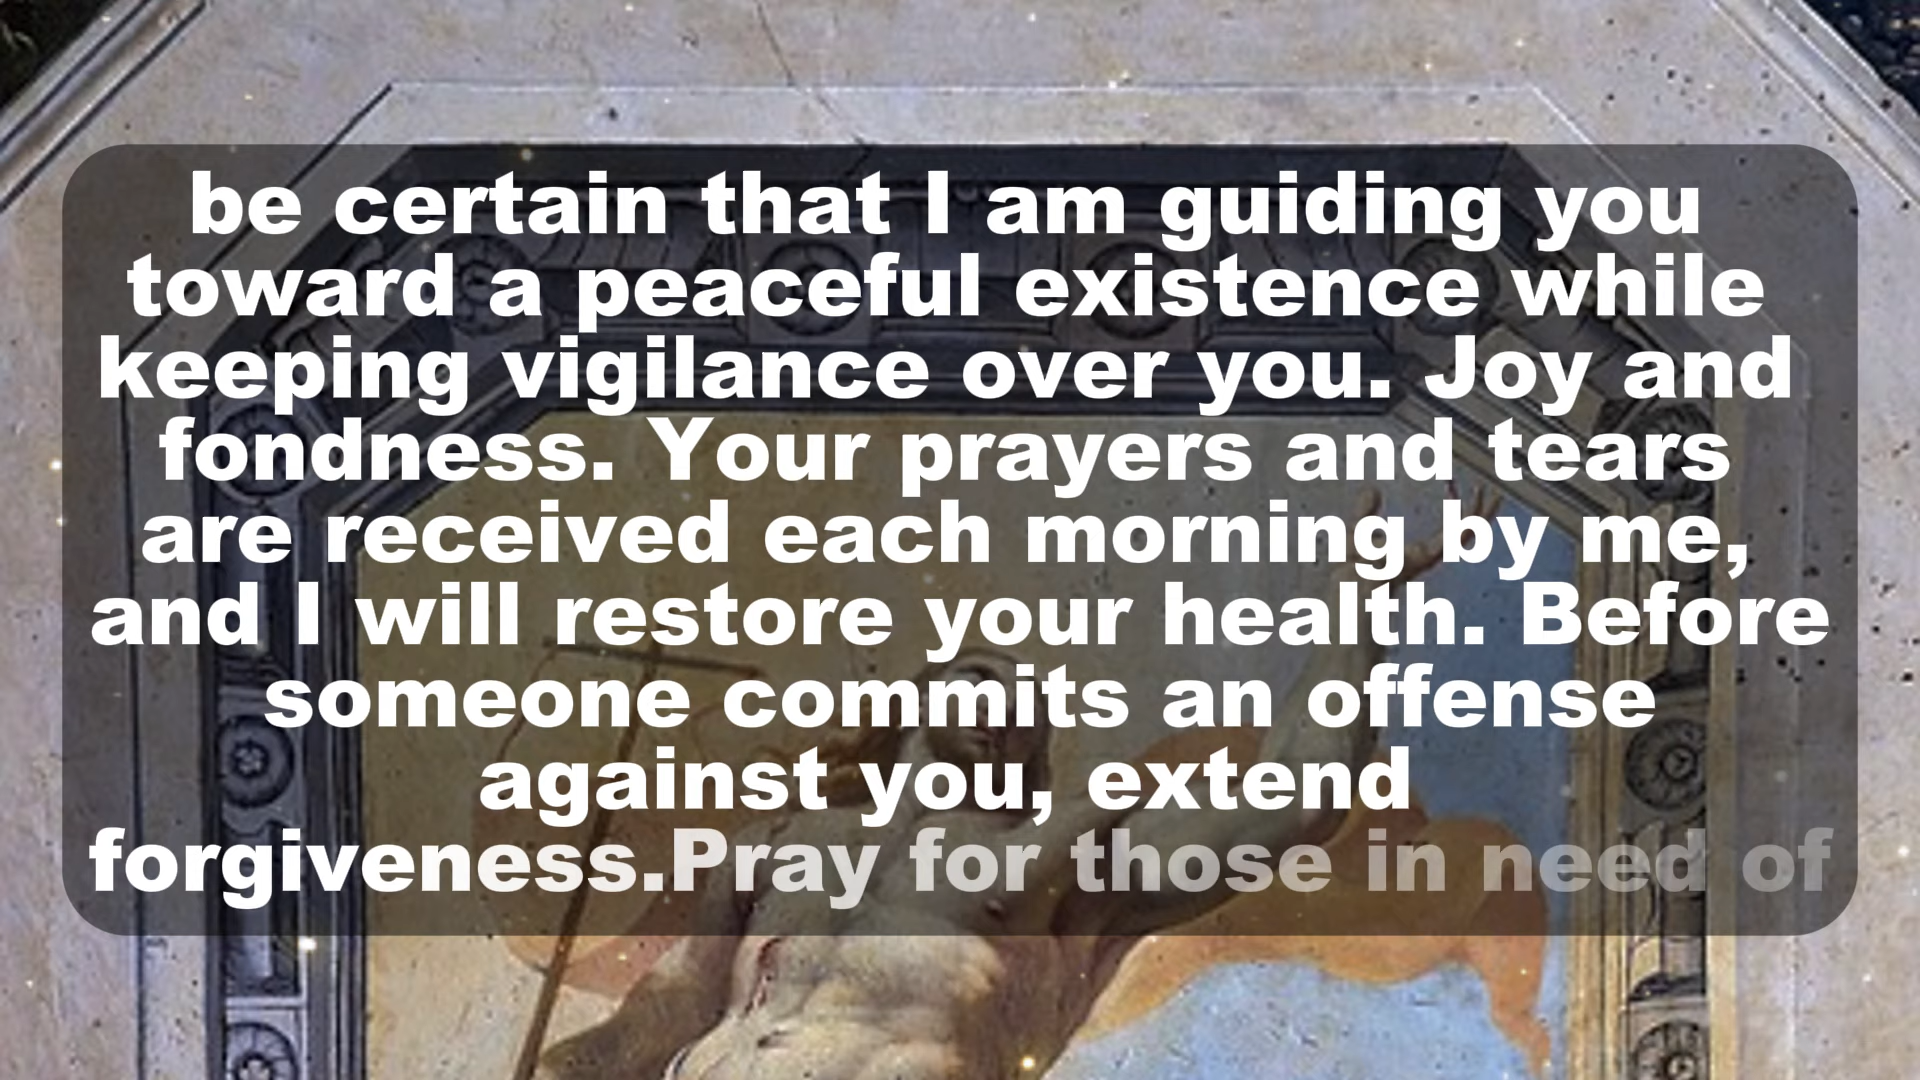 be certain that I am guiding you
toward a peaceful existence while
keeping vigilance over you. Joy and
fondness. Your prayers and tears
are received each morning by me,
and I will restore your health. Before
someone commits an offense
against you, extend
forgiveness.Pray for those in need of